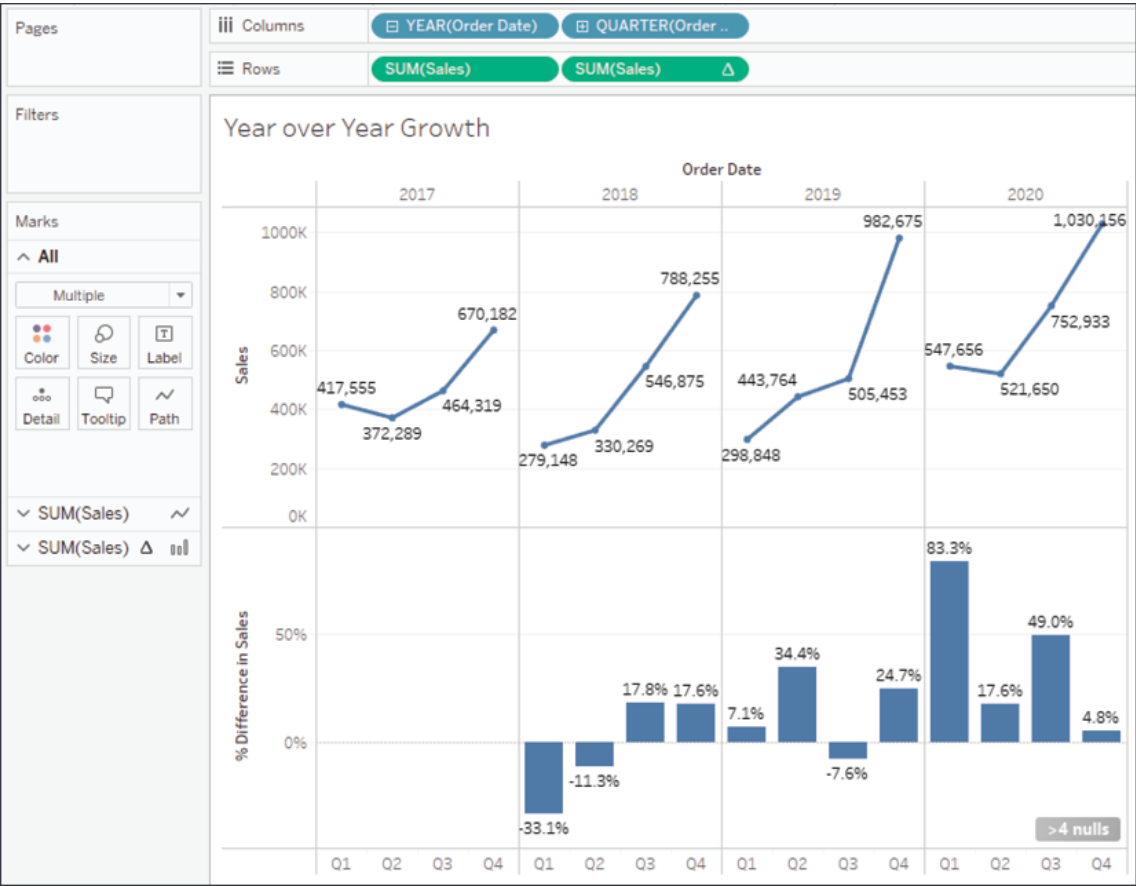 Pages
Columns
YEAR(Order Date)
QUARTER(Order ..
Rows
SUM(Sales)
SUM(Sales) Δ
Filters
Year over Year Growth
Order Date
2017 2018 2019 2020
Marks
All
Multiple
Color Size Label
Detail Tooltip Path
SUM(Sales)
SUM(Sales) Δ
Sales
1000K
800K
600K
400K
200K
0K
417,555
372,289
464,319
670,182
279,148
330,269
546,875
788,255
298,848
443,764
505,453
982,675
547,656
521,650
752,933
1,030,156
% Difference in Sales
50%
0%
-33.1%
-11.3%
17.8%
17.6%
7.1%
34.4%
-7.6%
24.7%
83.3%
17.6%
49.0%
4.8%
>4 nulls
Q1 Q2 Q3 Q4 Q1 Q2 Q3 Q4 Q1 Q2 Q3 Q4 Q1 Q2 Q3 Q4